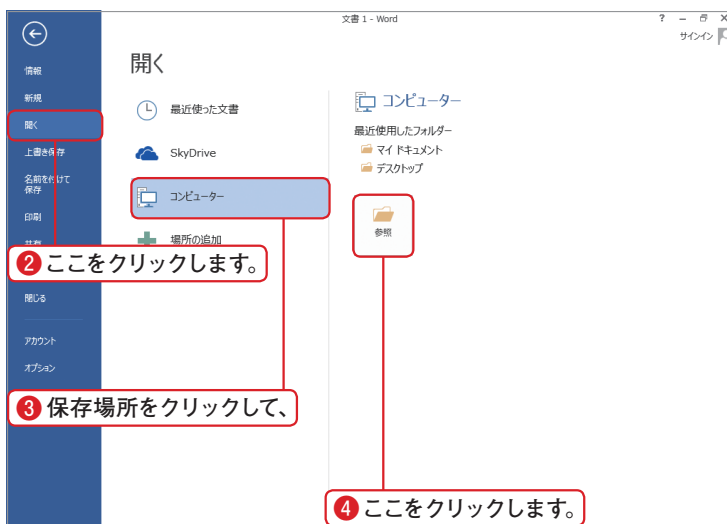 文書 1 - Word
?
サインイン
情報
新規
開く
上書き保存
名前を付けて
保存
印刷
共有
閉じる
アカウント
オプション
開く
最近使った文書
SkyDrive
コンピューター
場所の追加
コンピューター
最近使用したフォルダー
マイ ドキュメント
デスクトップ
参照
2 ここをクリックします。
3 保存場所をクリックして、
4 ここをクリックします。